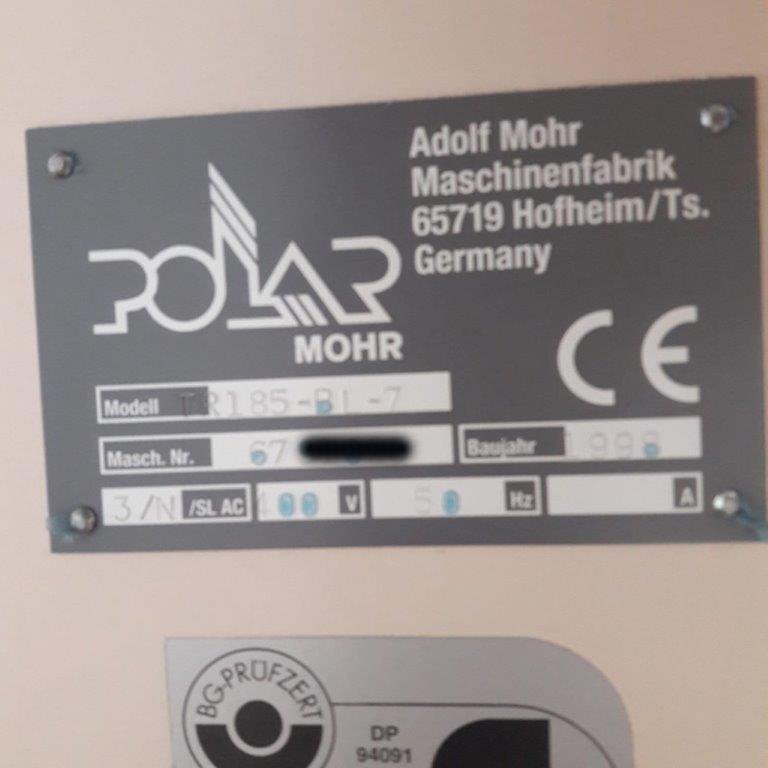 Adolf Mohr
Maschinenfabrik
65719 Hofheim/Ts.
Germany
POLAR
MOHR
CE
Modell TR185-BL-7
Masch. Nr. 67
Baujahr 1998
3/N /SL AC 400 V 50 Hz A
BG-PRÜFZERT
DP
94091